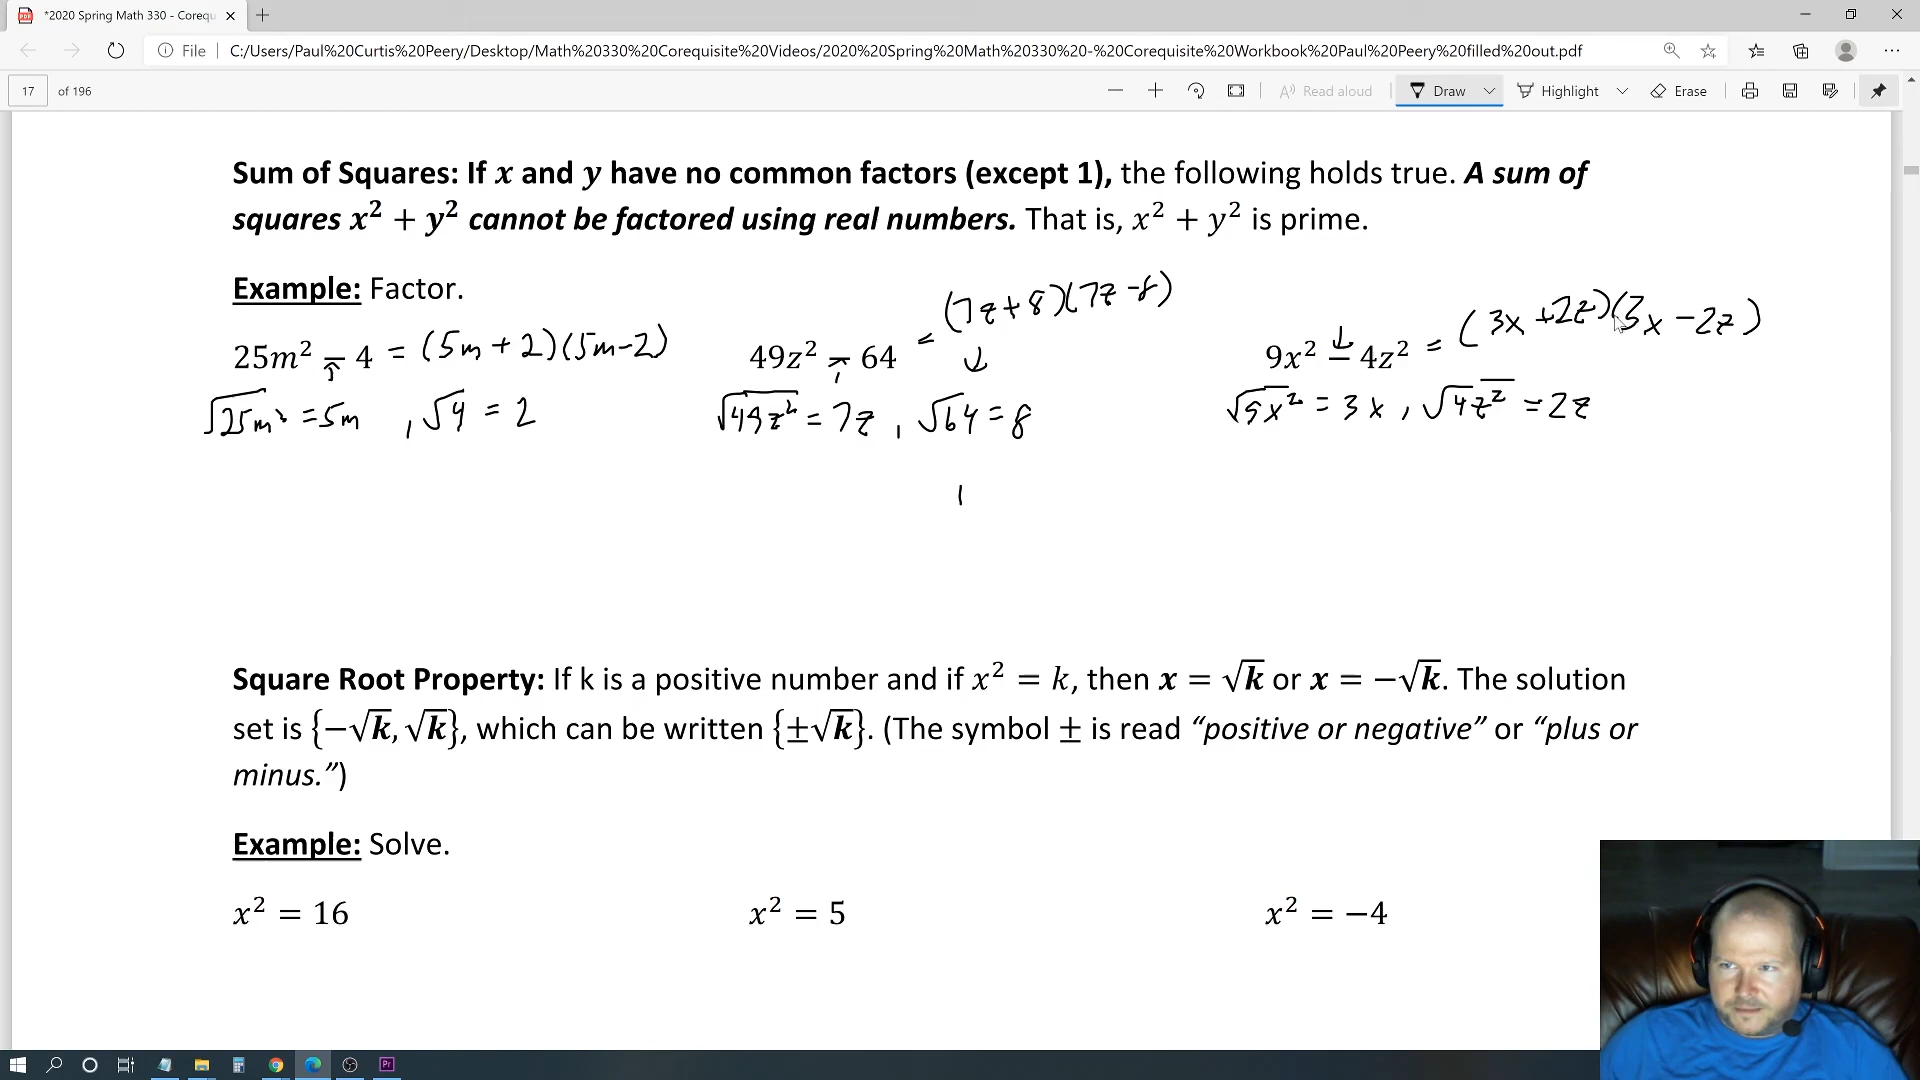 *2020 Spring Math 330 - Corequ
File C:/Users/Paul%20Curtis%20Peery/Desktop/Math%20330%20Corequisite%20Videos/2020%20Spring%20Math%20330%20-%20Corequisite%20Workbook%20Paul%20Peery%20filled%20out.pdf
17 of 196 Read aloud Draw Highlight Erase
Sum of Squares: If x and y have no common factors (except 1), the following holds true. A sum of
squares x² + y² cannot be factored using real numbers. That is, x² + y² is prime.
Example: Factor.
25m² − 4 = (5m + 2)(5m − 2)
√25m² = 5m , √4 = 2
49z² − 64 = (7z + 8)(7z − 8)
√49z² = 7z , √64 = 8
9x² − 4z² = (3x + 2z)(3x − 2z)
√9x² = 3x , √4z² = 2z
Square Root Property: If k is a positive number and if x² = k, then x = √k or x = −√k. The solution
set is {−√k, √k}, which can be written {±√k}. (The symbol ± is read “positive or negative” or “plus or
minus.”)
Example: Solve.
x² = 16 x² = 5 x² = −4
Pr